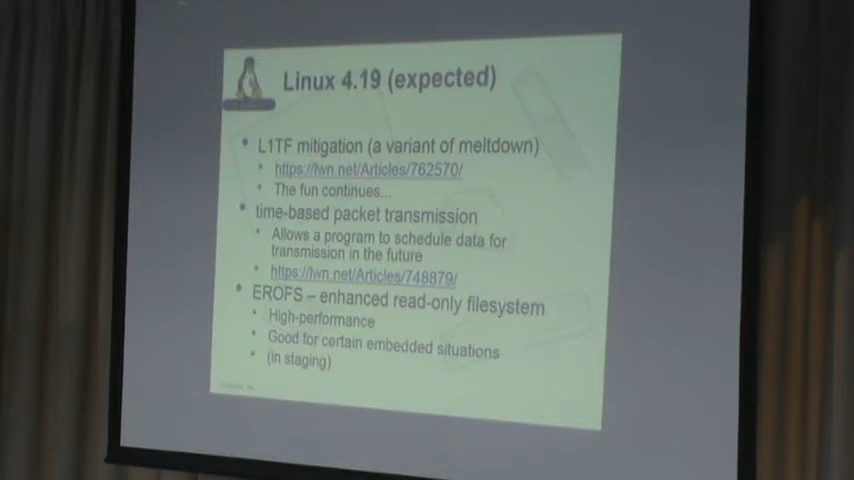 Linux 4.19 (expected)
• L1TF mitigation (a variant of meltdown)
• https://lwn.net/Articles/762570/
• The fun continues...
• time-based packet transmission
• Allows a program to schedule data for
transmission in the future
• https://lwn.net/Articles/748879/
• EROFS – enhanced read-only filesystem
• High-performance
• Good for certain embedded situations
• (in staging)